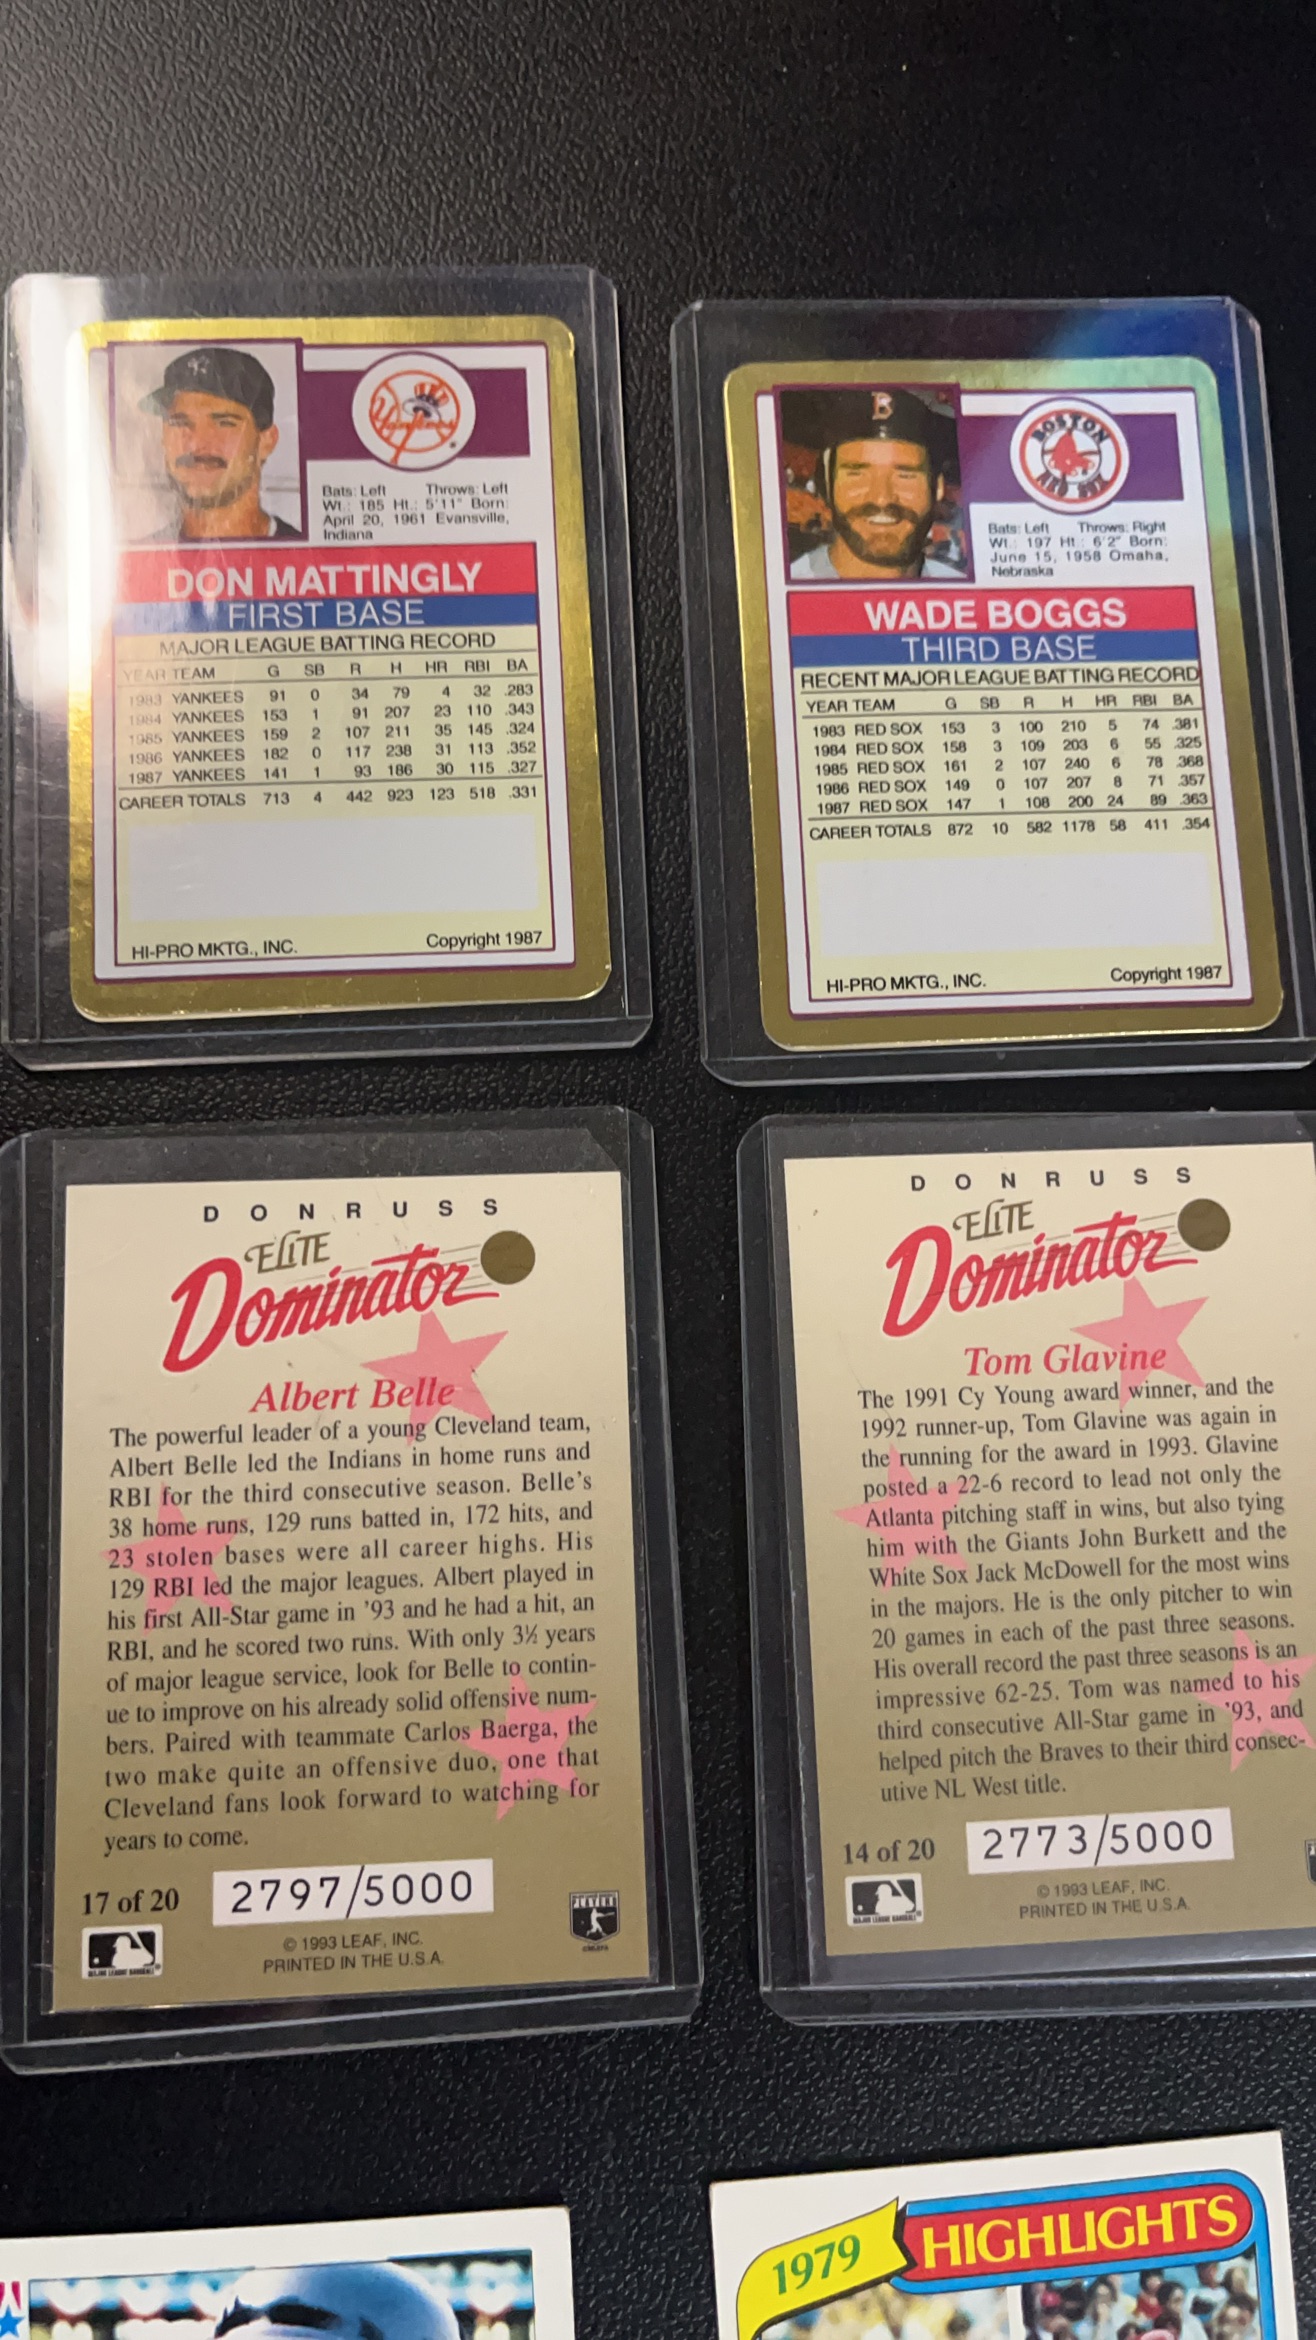 Bats: Left Throws: Left
Wt.: 185 Ht.: 5'11" Born:
April 20, 1961 Evansville,
Indiana
DON MATTINGLY
FIRST BASE
MAJOR LEAGUE BATTING RECORD
YEAR TEAM G SB R H HR RBI BA
1983 YANKEES 91 0 34 79 4 32 .283
1984 YANKEES 153 1 91 207 23 110 .343
1985 YANKEES 159 2 107 211 35 145 .324
1986 YANKEES 182 0 117 238 31 113 .352
1987 YANKEES 141 1 93 186 30 115 .327
CAREER TOTALS 713 4 442 923 123 518 .331
HI-PRO MKTG., INC. Copyright 1987
B
BOSTON
RED SOX
Bats: Left Throws: Right
Wt.: 197 Ht.: 6'2" Born:
June 15, 1958 Omaha,
Nebraska
WADE BOGGS
THIRD BASE
RECENT MAJOR LEAGUE BATTING RECORD
YEAR TEAM G SB R H HR RBI BA
1983 RED SOX 153 3 100 210 5 74 .381
1984 RED SOX 158 3 109 203 6 55 .325
1985 RED SOX 161 2 107 240 6 78 .368
1986 RED SOX 149 0 107 207 8 71 .357
1987 RED SOX 147 1 108 200 24 89 .363
CAREER TOTALS 872 10 582 1178 58 411 .354
HI-PRO MKTG., INC. Copyright 1987
DONRUSS
ELITE
Dominator
Albert Belle
The powerful leader of a young Cleveland team,
Albert Belle led the Indians in home runs and
RBI for the third consecutive season. Belle's
38 home runs, 129 runs batted in, 172 hits, and
23 stolen bases were all career highs. His
129 RBI led the major leagues. Albert played in
his first All-Star game in '93 and he had a hit, an
RBI, and he scored two runs. With only 3½ years
of major league service, look for Belle to contin-
ue to improve on his already solid offensive num-
bers. Paired with teammate Carlos Baerga, the
two make quite an offensive duo, one that
Cleveland fans look forward to watching for
years to come.
17 of 20 2797/5000
© 1993 LEAF, INC.
PRINTED IN THE U.S.A.
DONRUSS
ELITE
Dominator
Tom Glavine
The 1991 Cy Young award winner, and the
1992 runner-up, Tom Glavine was again in
the running for the award in 1993. Glavine
posted a 22-6 record to lead not only the
Atlanta pitching staff in wins, but also tying
him with the Giants John Burkett and the
White Sox Jack McDowell for the most wins
in the majors. He is the only pitcher to win
20 games in each of the past three seasons.
His overall record the past three seasons is an
impressive 62-25. Tom was named to his
third consecutive All-Star game in '93, and
helped pitch the Braves to their third consec-
utive NL West title.
14 of 20 2773/5000
© 1993 LEAF, INC.
PRINTED IN THE U.S.A.
1979 HIGHLIGHTS